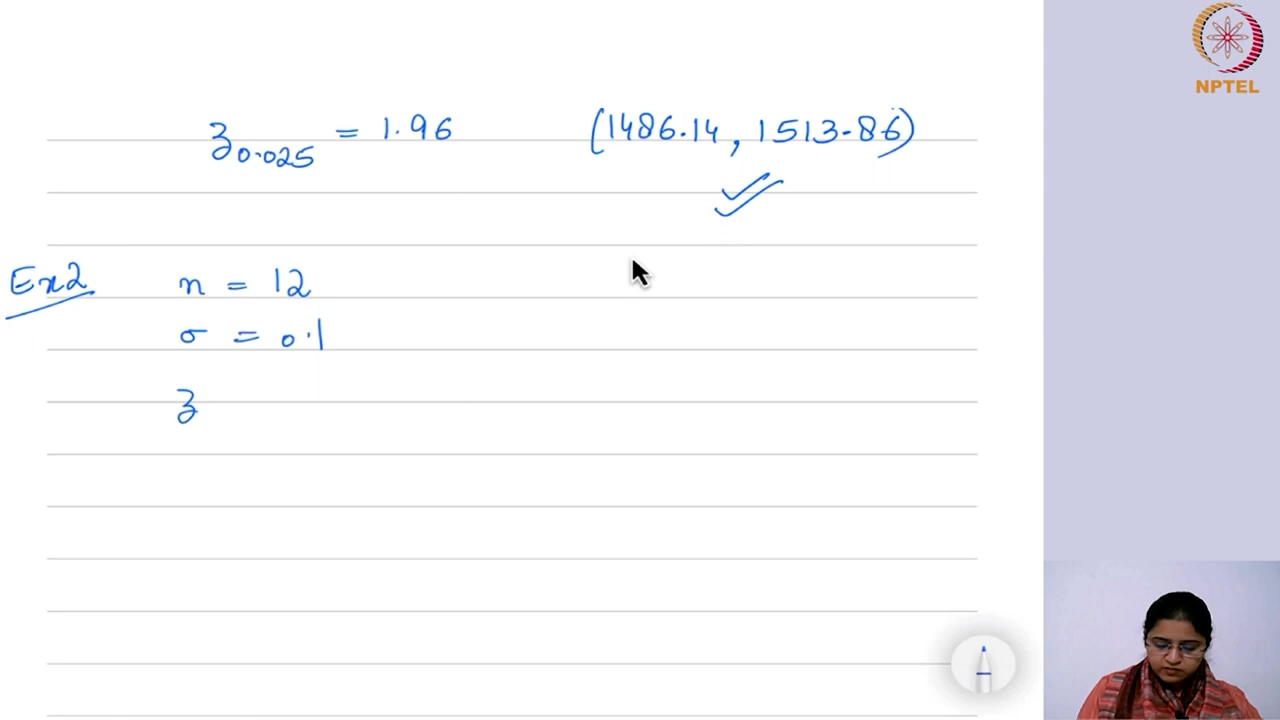 NPTEL
z0.025 = 1.96 (1486.14, 1513.86)
Ex2 n = 12
σ = 0.1
z